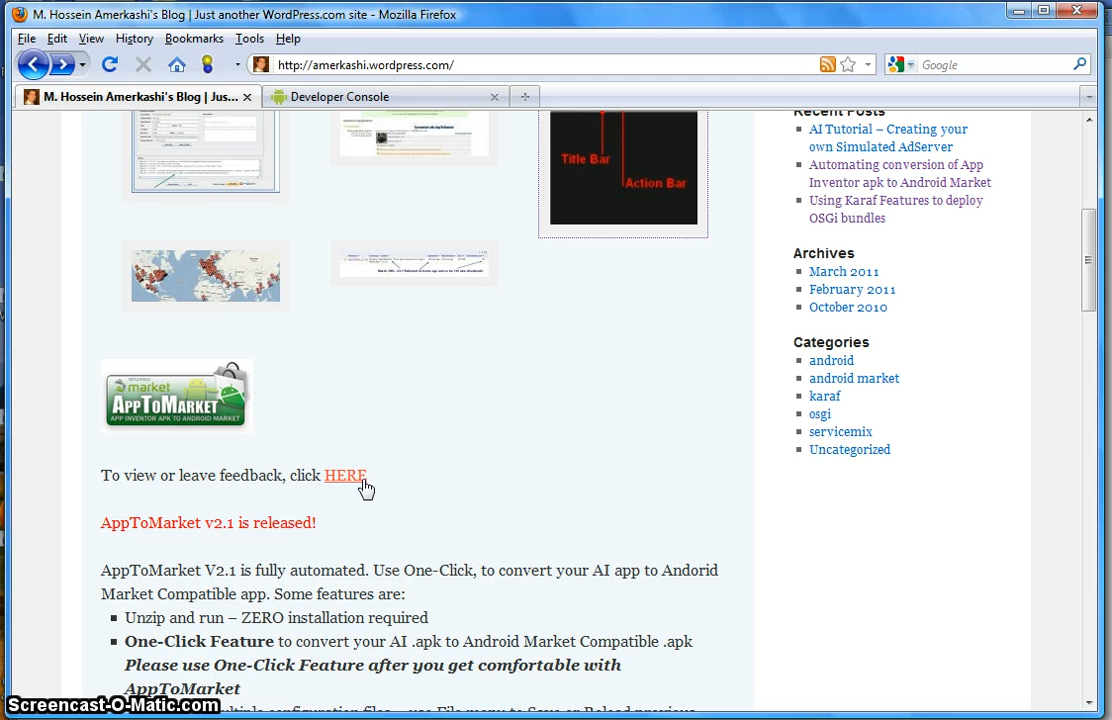 M. Hossein Amerkashi's Blog | Just another WordPress.com site - Mozilla Firefox
File Edit View History Bookmarks Tools Help
http://amerkashi.wordpress.com/
Google
M. Hossein Amerkashi's Blog | Jus...
Developer Console
Title Bar
Action Bar
market
APPTOMARKET
APP INVENTOR APK TO ANDROID MARKET
To view or leave feedback, click HERE
AppToMarket v2.1 is released!
AppToMarket V2.1 is fully automated. Use One-Click, to convert your AI app to Andorid
Market Compatible app. Some features are:
Unzip and run – ZERO installation required
One-Click Feature to convert your AI .apk to Android Market Compatible .apk
Please use One-Click Feature after you get comfortable with
AppToMarket
Recent Posts
AI Tutorial – Creating your
own Simulated AdServer
Automating conversion of App
Inventor apk to Android Market
Using Karaf Features to deploy
OSGi bundles
Archives
March 2011
February 2011
October 2010
Categories
android
android market
karaf
osgi
servicemix
Uncategorized
Screencast-O-Matic.com